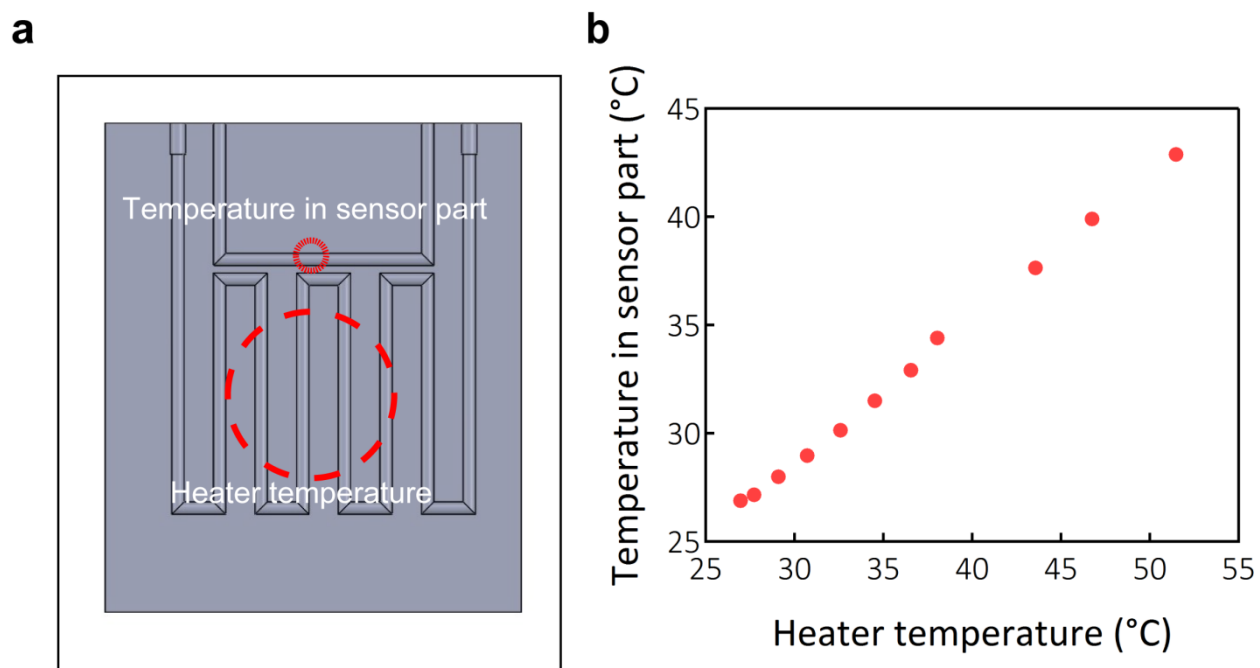 a
Temperature in sensor part
Heater temperature
b
Temperature in sensor part (°C)
45
40
35
30
25
25 30 35 40 45 50 55
Heater temperature (°C)